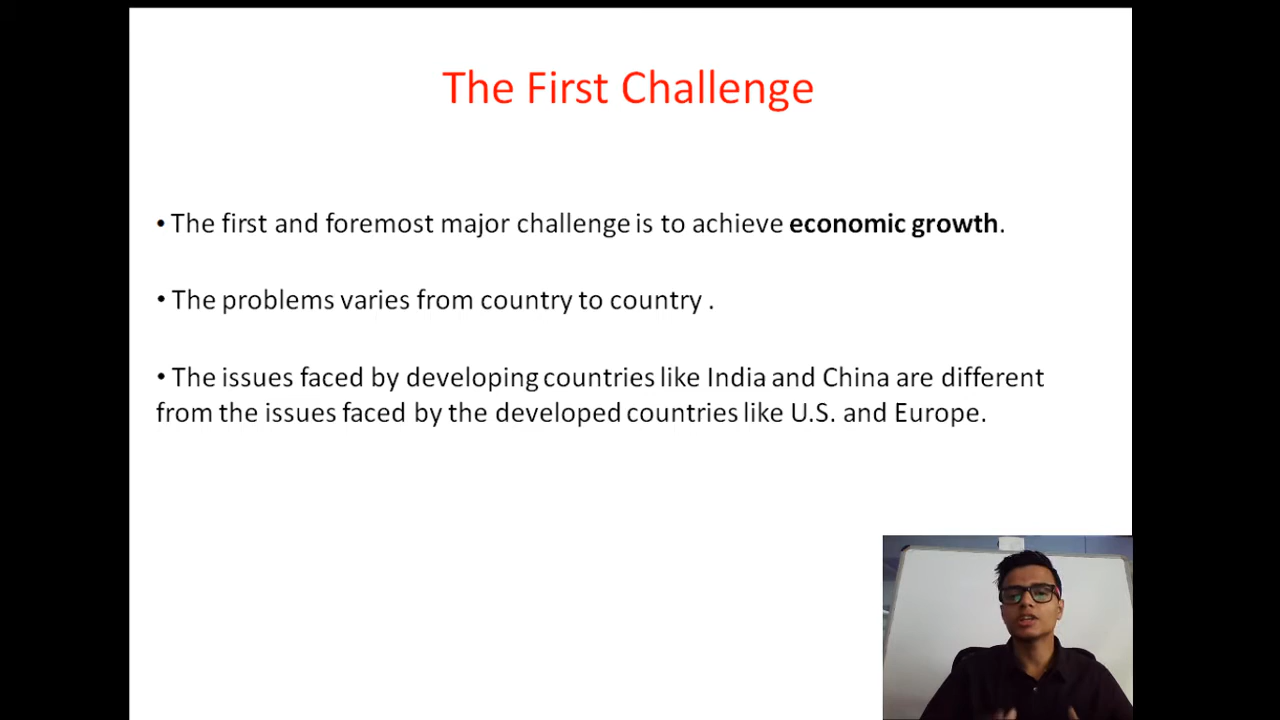 The First Challenge
• The first and foremost major challenge is to achieve economic growth.
• The problems varies from country to country .
• The issues faced by developing countries like India and China are different
from the issues faced by the developed countries like U.S. and Europe.